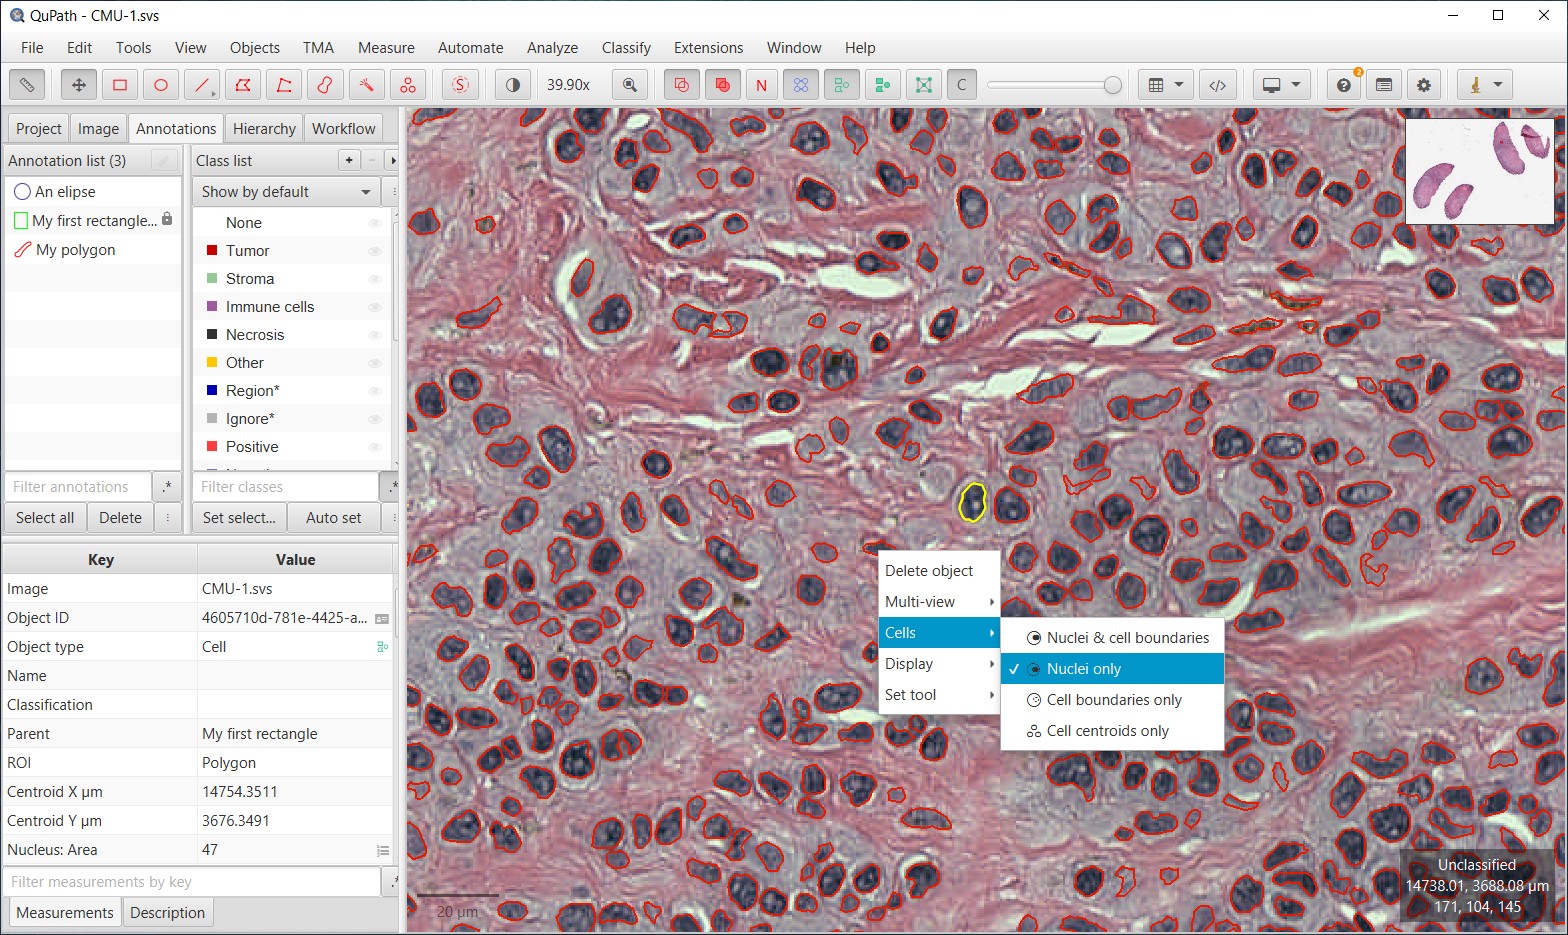 QuPath - CMU-1.svs
File Edit Tools View Objects TMA Measure Automate Analyze Classify Extensions Window Help
S 39.90x N C </> ? 2
Project Image Annotations Hierarchy Workflow
Annotation list (3)
An elipse
My first rectangle...
My polygon
Filter annotations .*
Select all Delete
Class list + -
Show by default
None
Tumor
Stroma
Immune cells
Necrosis
Other
Region*
Ignore*
Positive
Filter classes .*
Set select... Auto set
Key Value
Image CMU-1.svs
Object ID 4605710d-781e-4425-a...
Object type Cell
Name
Classification
Parent My first rectangle
ROI Polygon
Centroid X µm 14754.3511
Centroid Y µm 3676.3491
Nucleus: Area 47
Filter measurements by key .*
Measurements Description
Delete object
Multi-view
Cells
Display
Set tool
Nuclei & cell boundaries
✓ Nuclei only
Cell boundaries only
Cell centroids only
20 µm
Unclassified
14738.01, 3688.08 µm
171, 104, 145